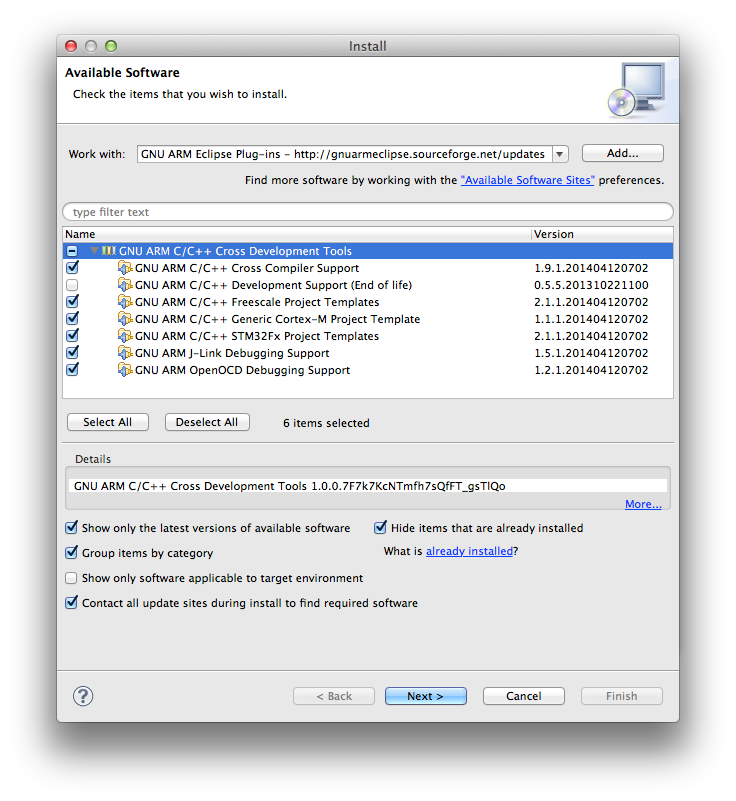 Install
Available Software
Check the items that you wish to install.
Work with: GNU ARM Eclipse Plug-ins - http://gnuarmeclipse.sourceforge.net/updates Add...
Find more software by working with the "Available Software Sites" preferences.
type filter text
Name Version
GNU ARM C/C++ Cross Development Tools
GNU ARM C/C++ Cross Compiler Support 1.9.1.201404120702
GNU ARM C/C++ Development Support (End of life) 0.5.5.201310221100
GNU ARM C/C++ Freescale Project Templates 2.1.1.201404120702
GNU ARM C/C++ Generic Cortex-M Project Template 1.1.1.201404120702
GNU ARM C/C++ STM32Fx Project Templates 2.1.1.201404120702
GNU ARM J-Link Debugging Support 1.5.1.201404120702
GNU ARM OpenOCD Debugging Support 1.2.1.201404120702
Select All Deselect All 6 items selected
Details
GNU ARM C/C++ Cross Development Tools 1.0.0.7F7k7KcNTmfh7sQfFT_gsTlQo
More...
Show only the latest versions of available software Hide items that are already installed
Group items by category What is already installed?
Show only software applicable to target environment
Contact all update sites during install to find required software
? < Back Next > Cancel Finish